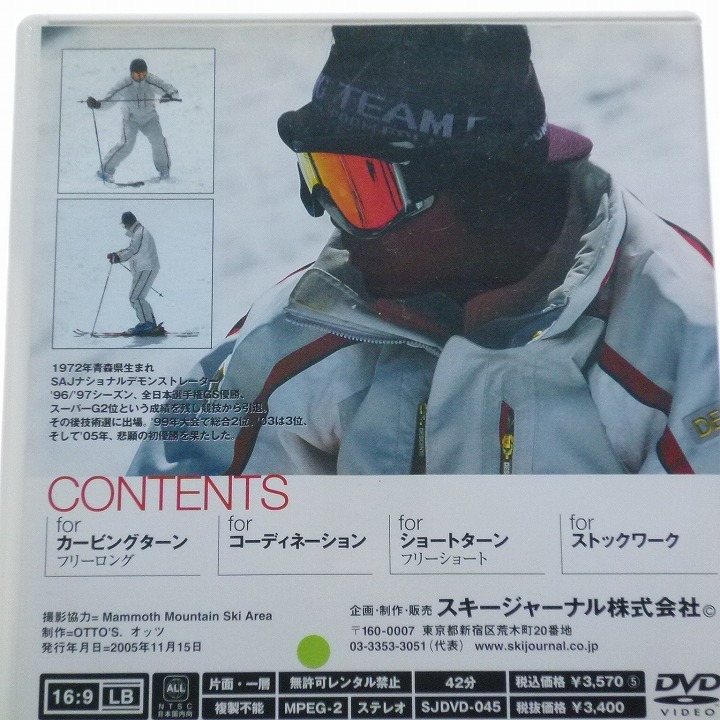 G TEAM
1972年青森県生まれ
SAJナショナルデモンストレーター
'96/'97シーズン、全日本選手権GS優勝、
スーパーG2位という成績を残し競技から引退。
その後技術選に出場。'99年大会で総合2位、'03は3位、
そして'05年、悲願の初優勝を果たした。
CONTENTS
for
カービングターン
フリーロング
for
コーディネーション
for
ショートターン
フリーショート
for
ストックワーク
撮影協力= Mammoth Mountain Ski Area
制作=OTTO'S. オッツ
発行年月日=2005年11月15日
企画・制作・販売 スキージャーナル株式会社©
〒160-0007 東京都新宿区荒木町20番地
03-3353-3051(代表) www.skijournal.co.jp
16:9 LB
ALL
NTSC
日本国内向
片面・一層 無許可レンタル禁止 42分 税込価格 ¥3,570 ⑤
複製不能 MPEG-2 ステレオ SJDVD-045 税抜価格 ¥3,400
DVD
VIDEO